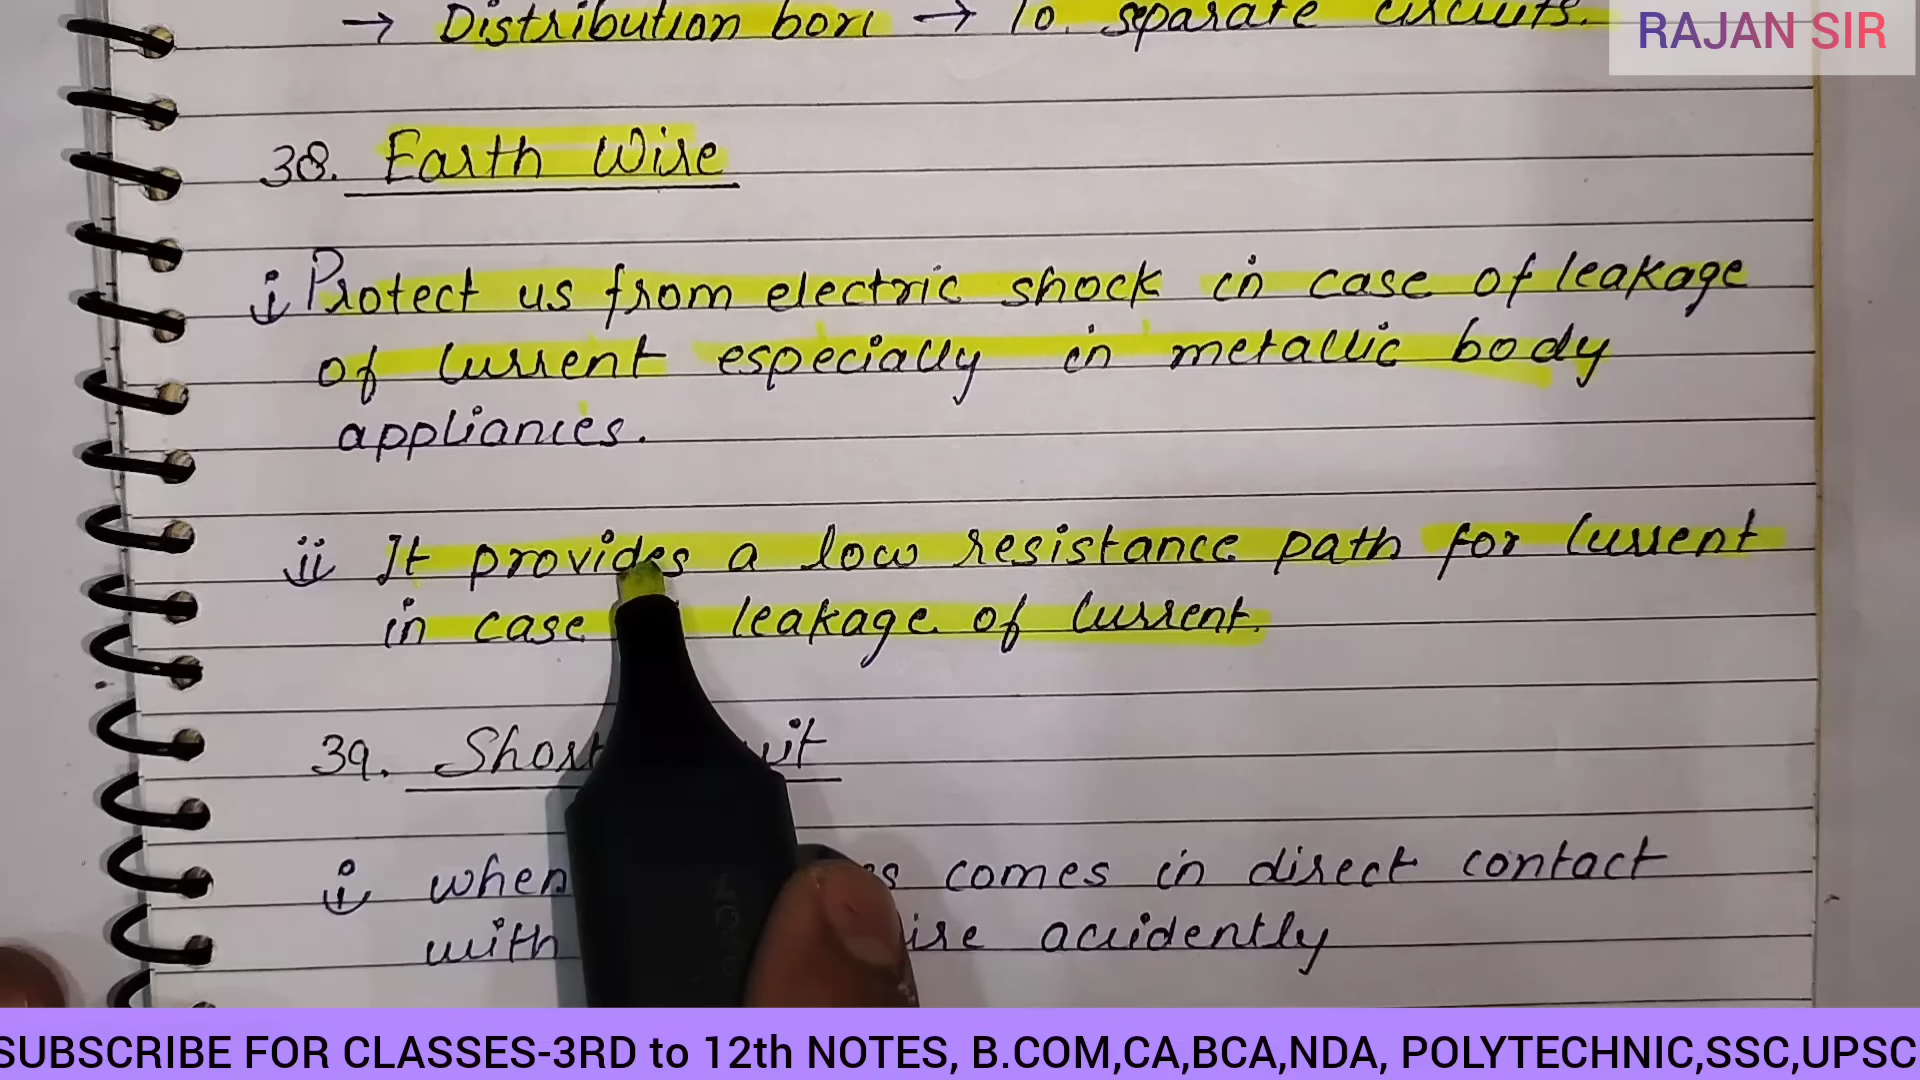 → Distribution box → To separate circuits.
RAJAN SIR
38. Earth Wire
i Protect us from electric shock in case of leakage
of current especially in metallic body
appliances.
ii It provides a low resistance path for current
in case leakage of current.
39. Short
i when comes in direct contact
with accidently
SUBSCRIBE FOR CLASSES-3RD to 12th NOTES, B.COM,CA,BCA,NDA, POLYTECHNIC,SSC,UPSC